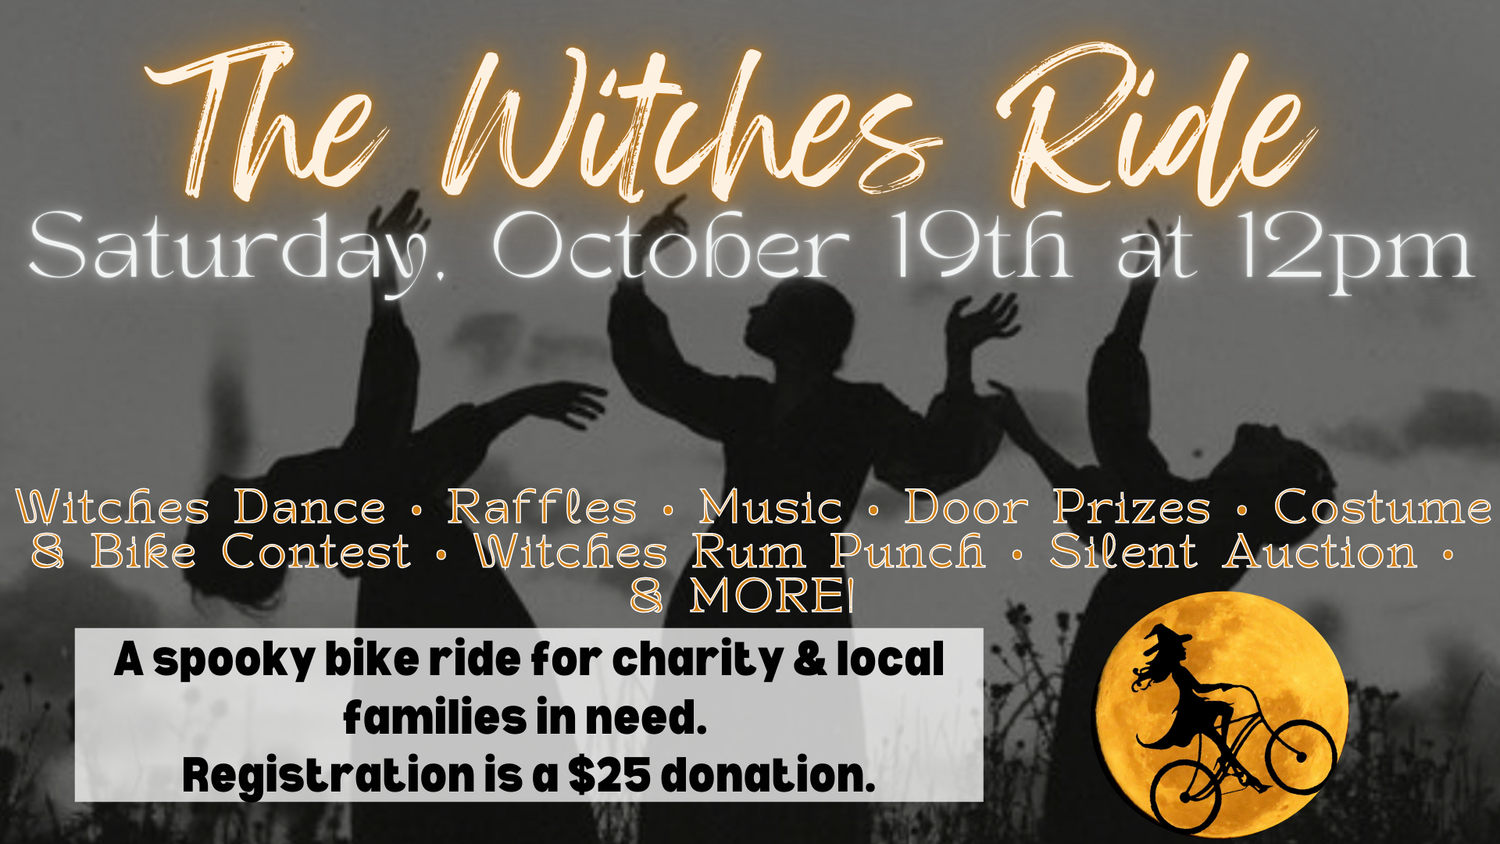 The Witches Ride
Saturday, October 19th at 12pm
Witches Dance • Raffles • Music • Door Prizes • Costume
& Bike Contest • Witches Rum Punch • Silent Auction •
& MORE!
A spooky bike ride for charity & local
families in need.
Registration is a $25 donation.